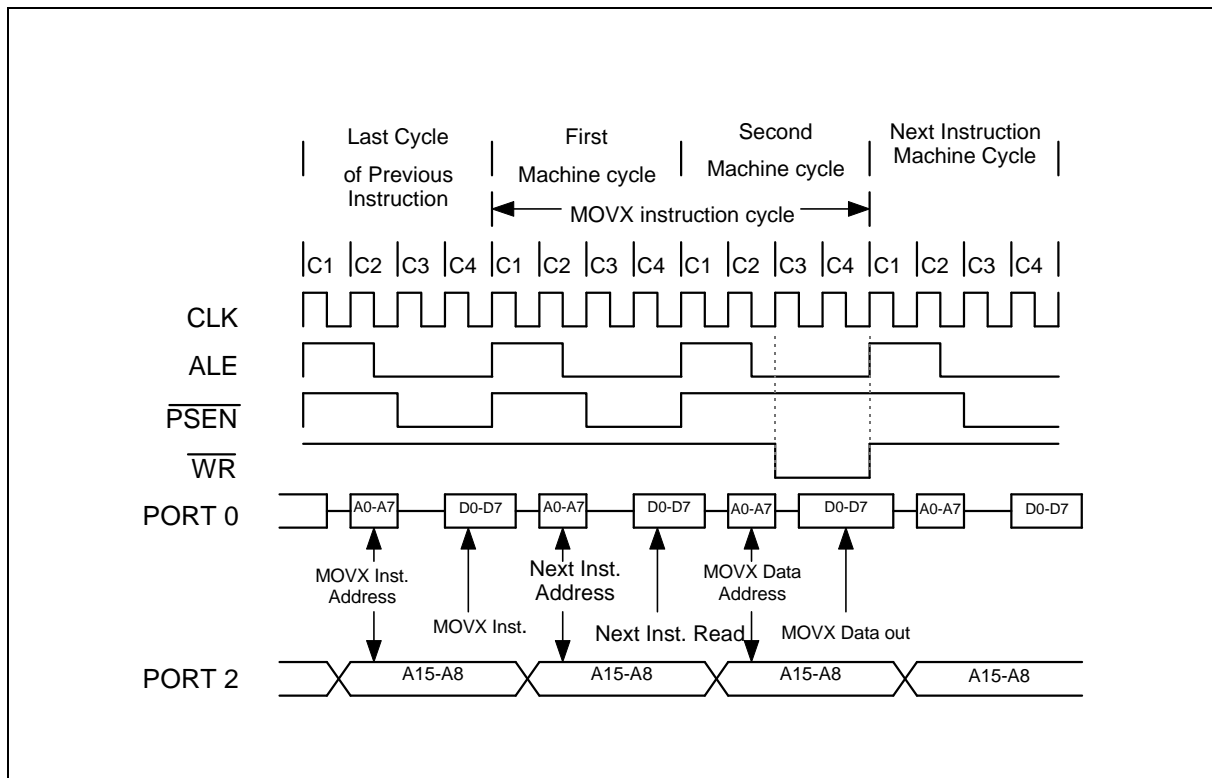 Last Cycle
of Previous
Instruction
First
Machine cycle
Second
Machine cycle
Next Instruction
Machine Cycle
MOVX instruction cycle
C1 C2 C3 C4 C1 C2 C3 C4 C1 C2 C3 C4 C1 C2 C3 C4
CLK
ALE
PSEN
WR
PORT 0
A0-A7 D0-D7 A0-A7 D0-D7 A0-A7 D0-D7 A0-A7 D0-D7
MOVX Inst.
Address
MOVX Inst.
Next Inst.
Address
Next Inst. Read
MOVX Data
Address
MOVX Data out
PORT 2
A15-A8 A15-A8 A15-A8 A15-A8